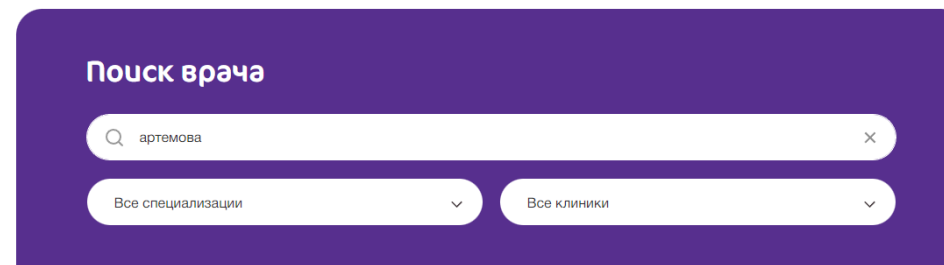 Поиск врача
артемова
Все специализации
Все клиники